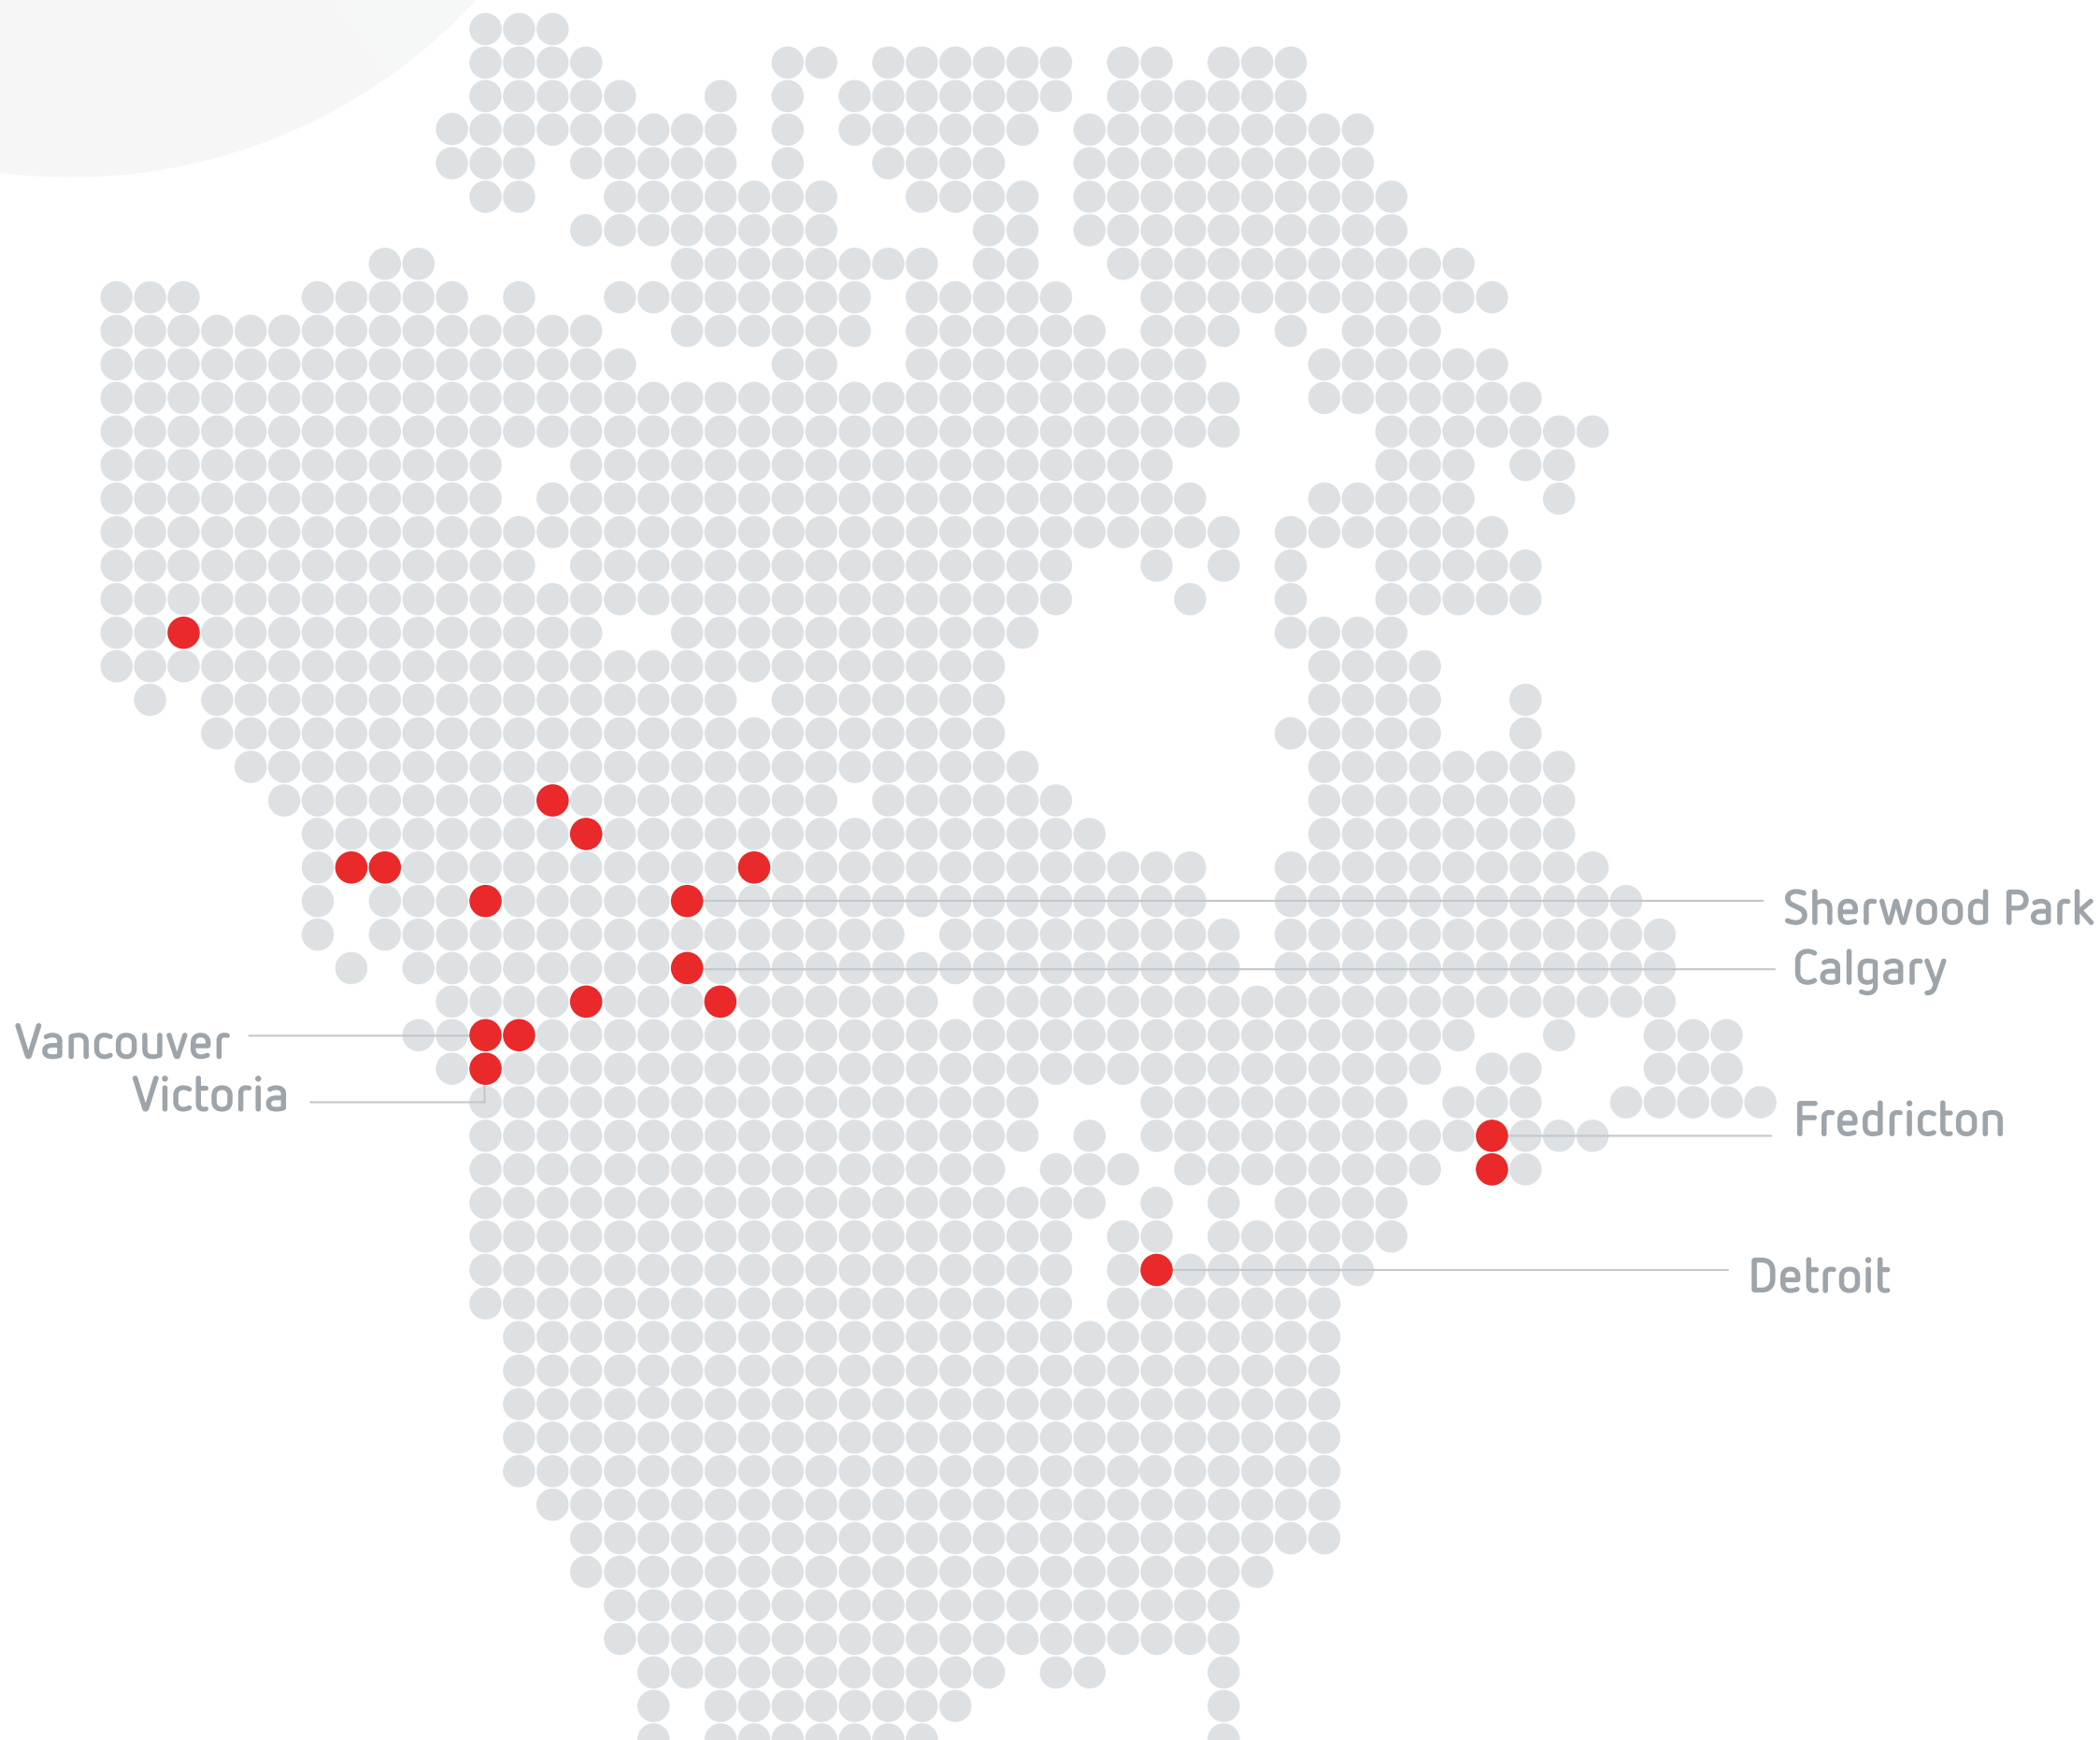 Sherwood Park
Calgary
Vancouver
Victoria
Fredricton
Detroit